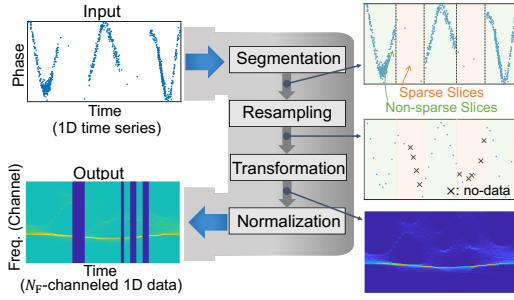 Input
Phase
Time
(1D time series)
Segmentation
Resampling
Transformation
Normalization
Sparse Slices
Non-sparse Slices
×: no-data
Output
Freq. (Channel)
Time
(N_F-channeled 1D data)